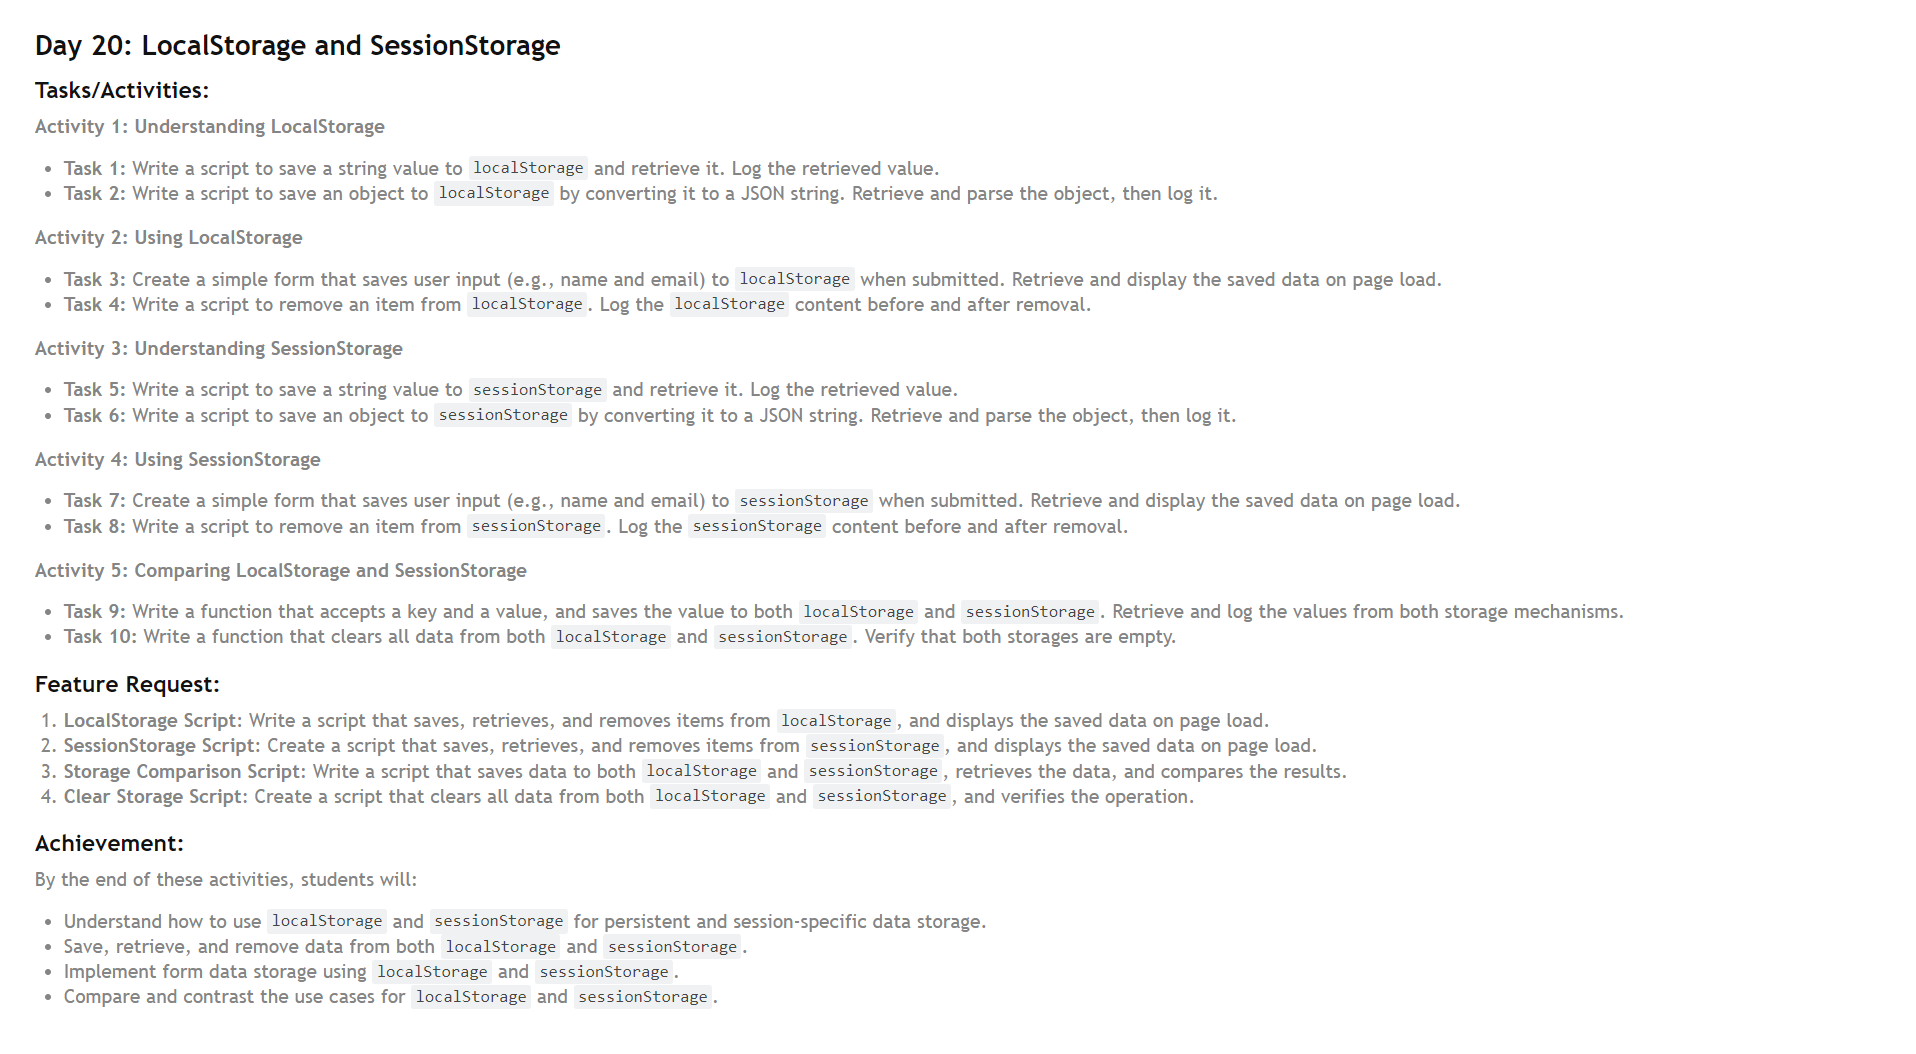 Day 20: LocalStorage and SessionStorage
Tasks/Activities:
Activity 1: Understanding LocalStorage
• Task 1: Write a script to save a string value to localStorage and retrieve it. Log the retrieved value.
• Task 2: Write a script to save an object to localStorage by converting it to a JSON string. Retrieve and parse the object, then log it.
Activity 2: Using LocalStorage
• Task 3: Create a simple form that saves user input (e.g., name and email) to localStorage when submitted. Retrieve and display the saved data on page load.
• Task 4: Write a script to remove an item from localStorage. Log the localStorage content before and after removal.
Activity 3: Understanding SessionStorage
• Task 5: Write a script to save a string value to sessionStorage and retrieve it. Log the retrieved value.
• Task 6: Write a script to save an object to sessionStorage by converting it to a JSON string. Retrieve and parse the object, then log it.
Activity 4: Using SessionStorage
• Task 7: Create a simple form that saves user input (e.g., name and email) to sessionStorage when submitted. Retrieve and display the saved data on page load.
• Task 8: Write a script to remove an item from sessionStorage. Log the sessionStorage content before and after removal.
Activity 5: Comparing LocalStorage and SessionStorage
• Task 9: Write a function that accepts a key and a value, and saves the value to both localStorage and sessionStorage. Retrieve and log the values from both storage mechanisms.
• Task 10: Write a function that clears all data from both localStorage and sessionStorage. Verify that both storages are empty.
Feature Request:
1. LocalStorage Script: Write a script that saves, retrieves, and removes items from localStorage, and displays the saved data on page load.
2. SessionStorage Script: Create a script that saves, retrieves, and removes items from sessionStorage, and displays the saved data on page load.
3. Storage Comparison Script: Write a script that saves data to both localStorage and sessionStorage, retrieves the data, and compares the results.
4. Clear Storage Script: Create a script that clears all data from both localStorage and sessionStorage, and verifies the operation.
Achievement:
By the end of these activities, students will:
• Understand how to use localStorage and sessionStorage for persistent and session-specific data storage.
• Save, retrieve, and remove data from both localStorage and sessionStorage.
• Implement form data storage using localStorage and sessionStorage.
• Compare and contrast the use cases for localStorage and sessionStorage.